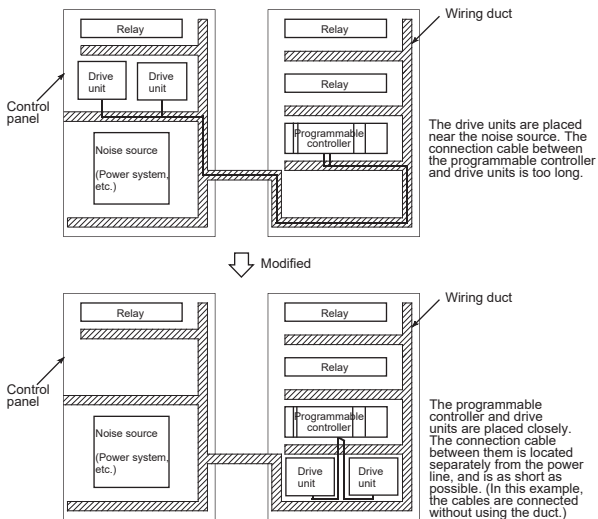 Wiring duct
Relay
Relay
Drive
unit
Drive
unit
Relay
Control
panel
Programmable
controller
Noise source
(Power system,
etc.)
The drive units are placed
near the noise source. The
connection cable between
the programmable controller
and drive units is too long.
Modified
Wiring duct
Relay
Relay
Relay
Control
panel
Programmable
controller
Noise source
(Power system,
etc.)
Drive
unit
Drive
unit
The programmable
controller and drive
units are placed closely.
The connection cable
between them is located
separately from the power
line, and is as short as
possible. (In this example,
the cables are connected
without using the duct.)